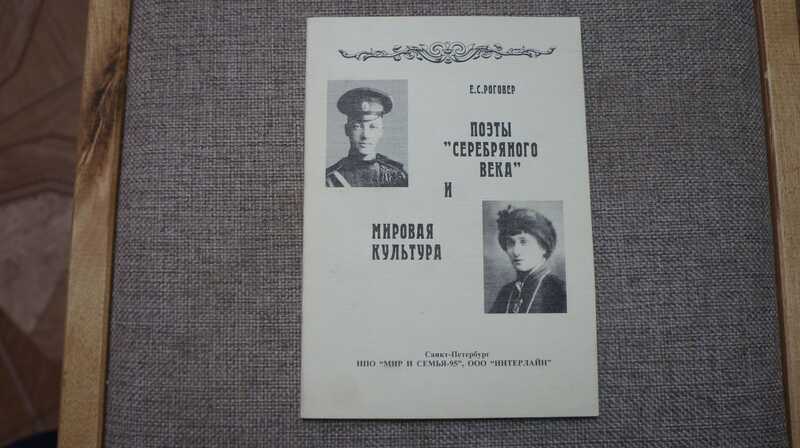 Е.С.РОГОВЕР
ПОЭТЫ
"СЕРЕБРЯНОГО
ВЕКА"
И
МИРОВАЯ
КУЛЬТУРА
Санкт-Петербург
НПО "МИР И СЕМЬЯ-95", ООО "ИНТЕРЛАЙН"